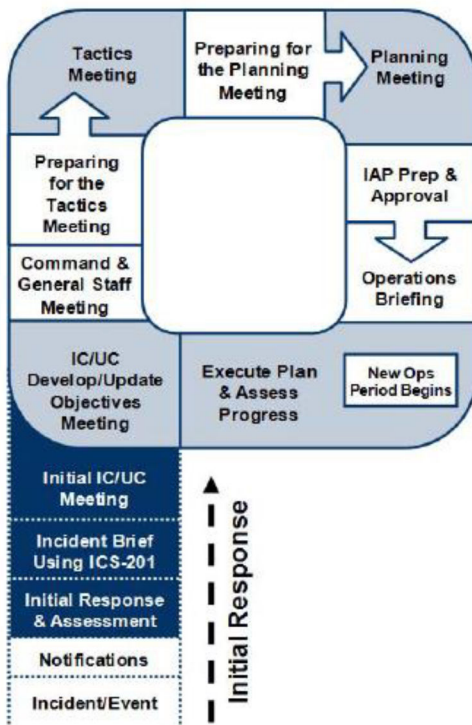 Tactics
Meeting
Preparing for
the Planning
Meeting
Planning
Meeting
Preparing
for the
Tactics
Meeting
IAP Prep &
Approval
Command &
General Staff
Meeting
Operations
Briefing
IC/UC
Develop/Update
Objectives
Meeting
Execute Plan
& Assess
Progress
New Ops
Period Begins
Initial IC/UC
Meeting
Incident Brief
Using ICS-201
Initial Response
& Assessment
Notifications
Incident/Event
Initial Response